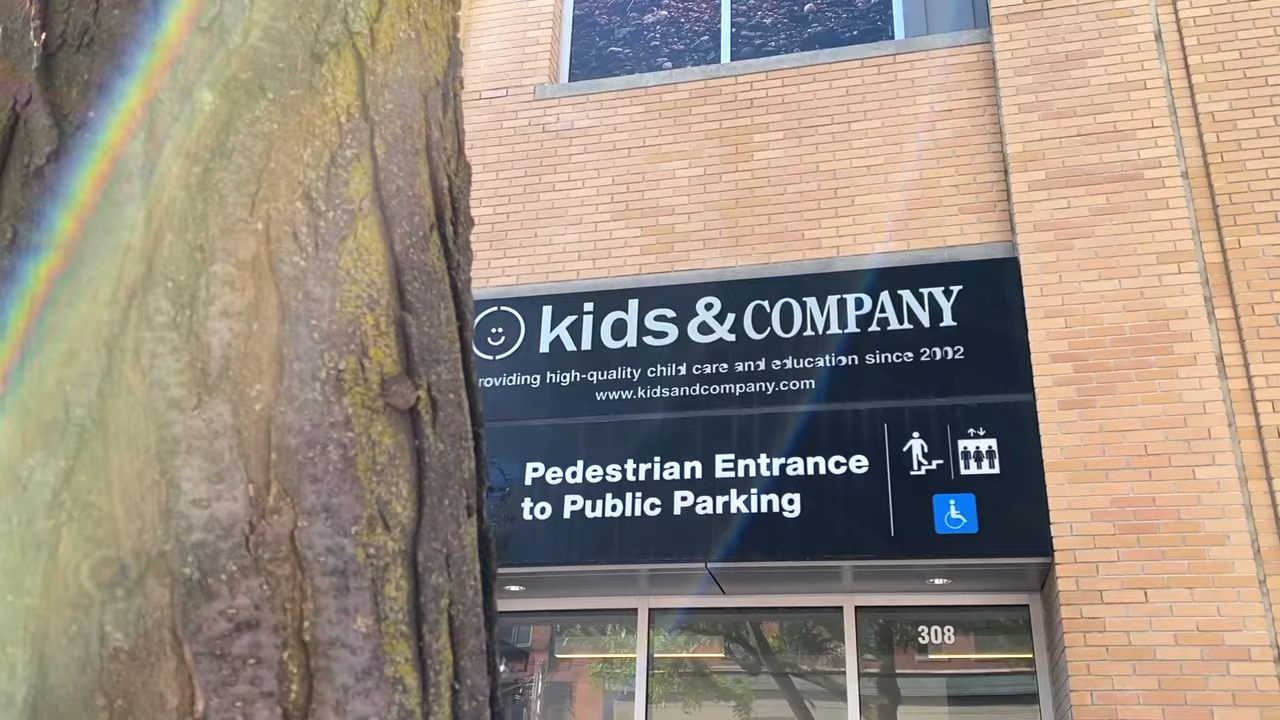 kids&COMPANY
roviding high-quality child care and education since 2002
www.kidsandcompany.com
Pedestrian Entrance
to Public Parking
308